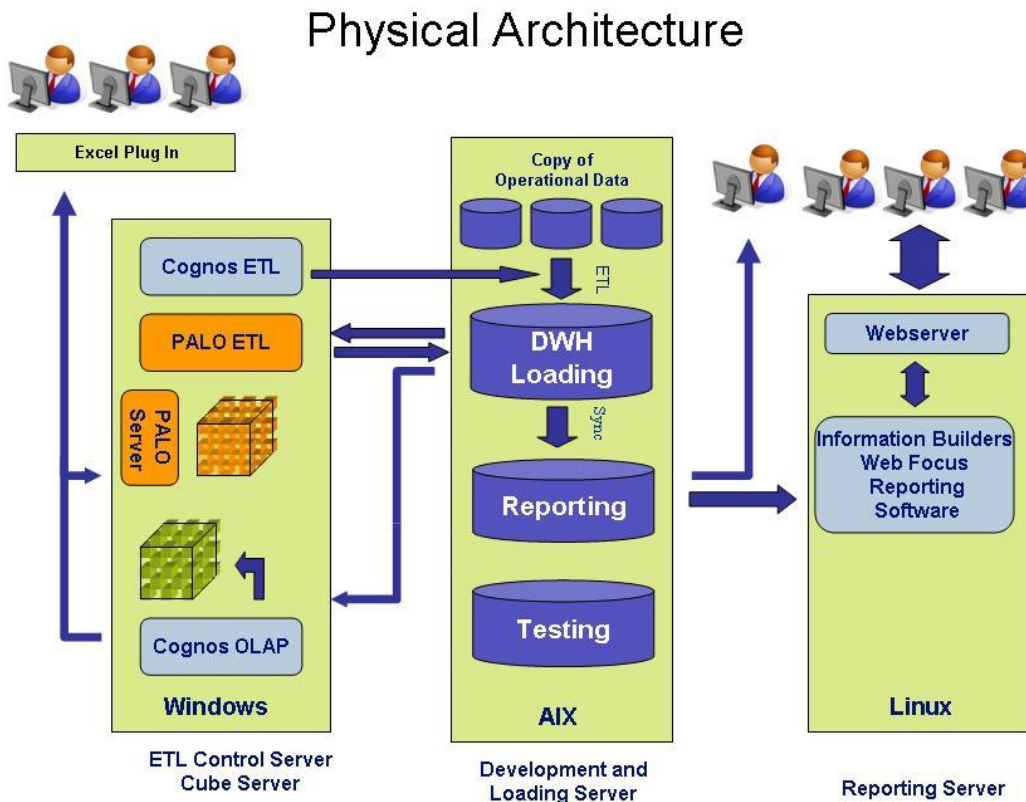 Physical Architecture
Excel Plug In
Cognos ETL
PALO ETL
PALO
Server
Cognos OLAP
Windows
ETL Control Server
Cube Server
Copy of
Operational Data
ETL
DWH
Loading
Sync
Reporting
Testing
AIX
Development and
Loading Server
Webserver
Information Builders
Web Focus
Reporting
Software
Linux
Reporting Server